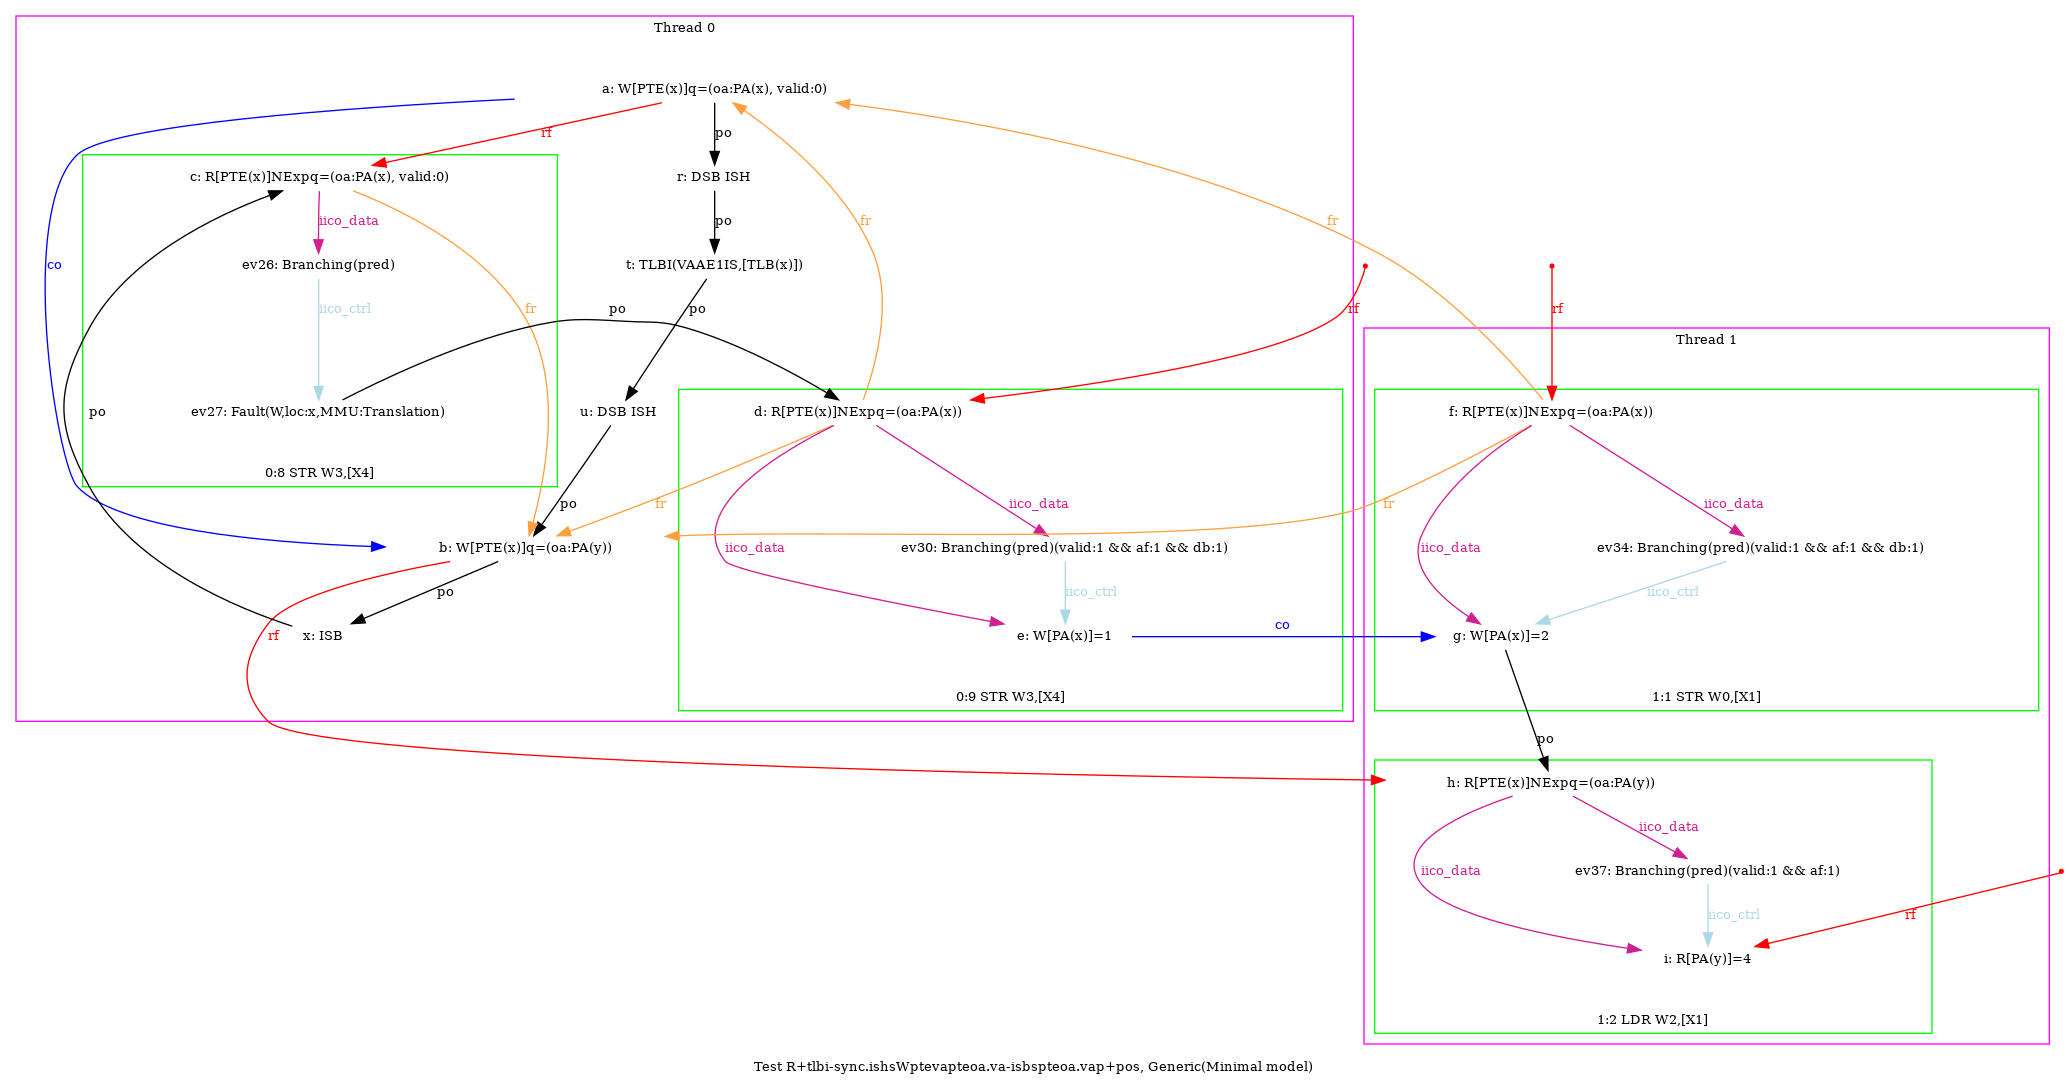 Thread 0
a: W[PTE(x)]q=(oa:PA(x), valid:0)
rf
po
c: R[PTE(x)]NExpq=(oa:PA(x), valid:0)
r: DSB ISH
iico_data
po
fr
fr
co
ev26: Branching(pred)
t: TLBI(VAAE1IS,[TLB(x)])
iico_ctrl
fr
po
po
rf
rf
Thread 1
po
ev27: Fault(W,loc:x,MMU:Translation)
u: DSB ISH
d: R[PTE(x)]NExpq=(oa:PA(x))
f: R[PTE(x)]NExpq=(oa:PA(x))
0:8 STR W3,[X4]
po
fr
iico_data
fr
iico_data
b: W[PTE(x)]q=(oa:PA(y))
iico_data
ev30: Branching(pred)(valid:1 && af:1 && db:1)
iico_data
ev34: Branching(pred)(valid:1 && af:1 && db:1)
po
iico_ctrl
iico_ctrl
rf
x: ISB
e: W[PA(x)]=1
co
g: W[PA(x)]=2
0:9 STR W3,[X4]
1:1 STR W0,[X1]
po
h: R[PTE(x)]NExpq=(oa:PA(y))
iico_data
iico_data
ev37: Branching(pred)(valid:1 && af:1)
iico_ctrl
rf
i: R[PA(y)]=4
1:2 LDR W2,[X1]
Test R+tlbi-sync.ishsWptevapteoa.va-isbspteoa.vap+pos, Generic(Minimal model)